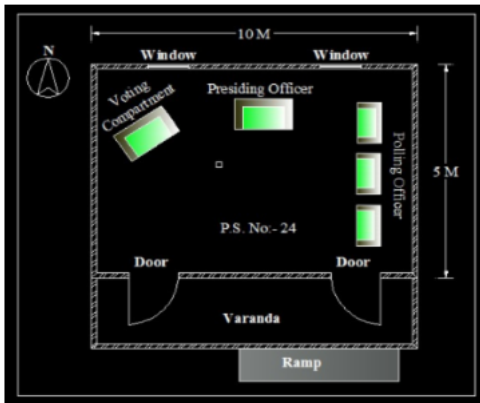 10 M
N
Window
Window
Voting
Compartment
Presiding Officer
Polling Officer
5 M
P.S. No:- 24
Door
Door
Varanda
Ramp